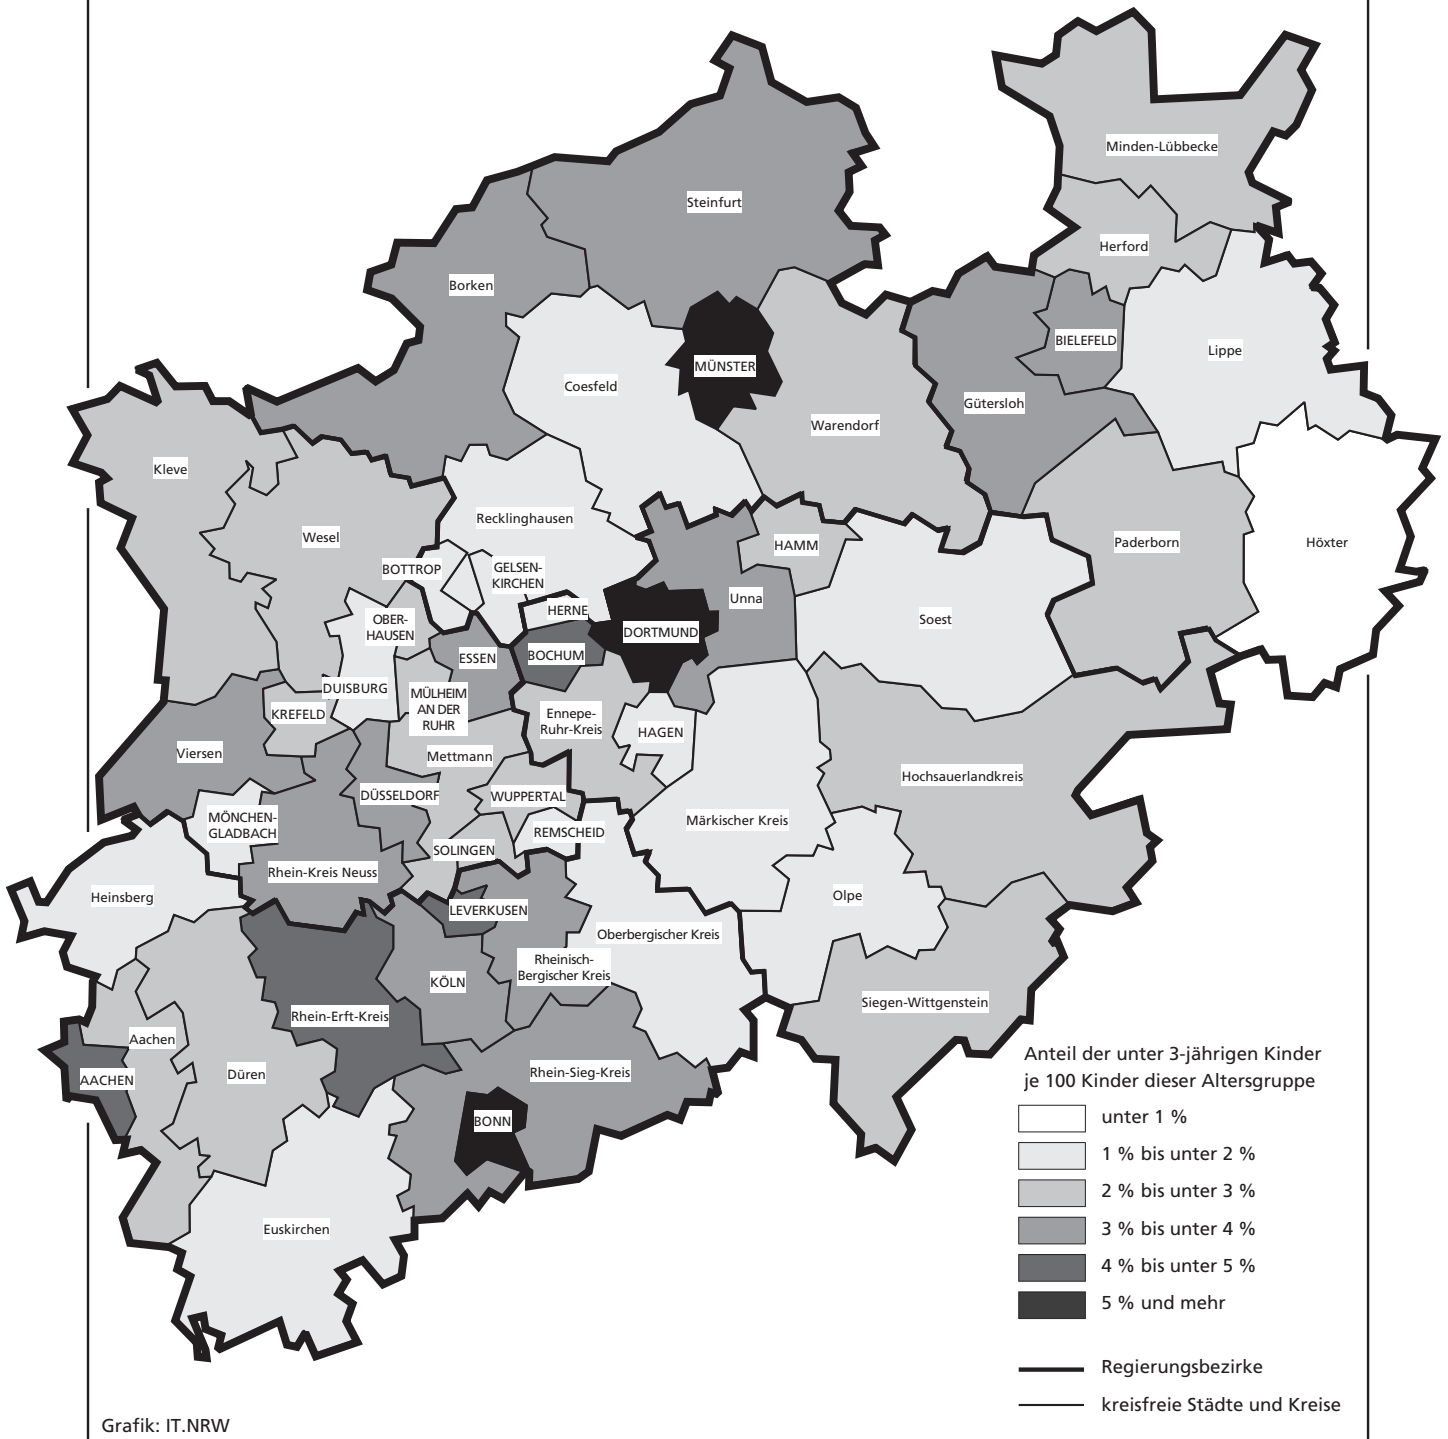 Minden-Lübbecke
Steinfurt
Herford
Borken
BIELEFELD
Lippe
MÜNSTER
Coesfeld
Gütersloh
Warendorf
Kleve
Recklinghausen
Wesel
HAMM
Paderborn
Höxter
BOTTROP
GELSEN-
KIRCHEN
Unna
HERNE
OBER-
HAUSEN
Soest
DORTMUND
ESSEN
BOCHUM
DUISBURG
MÜLHEIM
AN DER
RUHR
KREFELD
Ennepe-
Ruhr-Kreis
HAGEN
Viersen
Mettmann
Hochsauerlandkreis
DÜSSELDORF
WUPPERTAL
MÖNCHEN-
GLADBACH
Märkischer Kreis
REMSCHEID
SOLINGEN
Rhein-Kreis Neuss
Heinsberg
Olpe
LEVERKUSEN
Oberbergischer Kreis
Rheinisch-
Bergischer Kreis
KÖLN
Siegen-Wittgenstein
Rhein-Erft-Kreis
Aachen
Düren
Rhein-Sieg-Kreis
AACHEN
BONN
Euskirchen
Anteil der unter 3-jährigen Kinder
je 100 Kinder dieser Altersgruppe
unter 1 %
1 % bis unter 2 %
2 % bis unter 3 %
3 % bis unter 4 %
4 % bis unter 5 %
5 % und mehr
Regierungsbezirke
kreisfreie Städte und Kreise
Grafik: IT.NRW